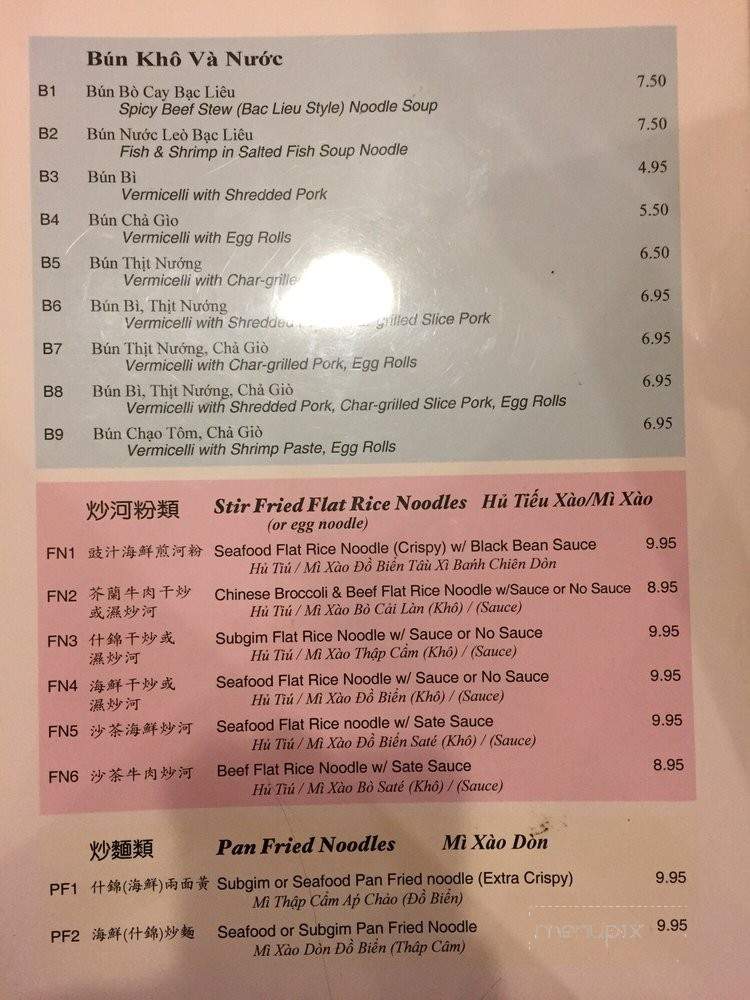 Bún Khô Và Nước
B1 Bún Bò Cay Bạc Liêu 7.50
Spicy Beef Stew (Bac Lieu Style) Noodle Soup
B2 Bún Nước Leò Bạc Liêu 7.50
Fish & Shrimp in Salted Fish Soup Noodle
B3 Bún Bì 4.95
Vermicelli with Shredded Pork
B4 Bún Chả Gìo 5.50
Vermicelli with Egg Rolls
B5 Bún Thịt Nướng 6.50
Vermicelli with Char-grille
B6 Bún Bì, Thịt Nướng 6.95
Vermicelli with Shredded grilled Slice Pork
B7 Bún Thịt Nướng, Chả Giò 6.95
Vermicelli with Char-grilled Pork, Egg Rolls
B8 Bún Bì, Thịt Nướng, Chả Giò 6.95
Vermicelli with Shredded Pork, Char-grilled Slice Pork, Egg Rolls
B9 Bún Chạo Tôm, Chả Giò 6.95
Vermicelli with Shrimp Paste, Egg Rolls
炒河粉類 Stir Fried Flat Rice Noodles Hủ Tiếu Xào/Mì Xào
(or egg noodle)
FN1 豉汁海鮮煎河粉 Seafood Flat Rice Noodle (Crispy) w/ Black Bean Sauce 9.95
Hủ Tiú / Mì Xào Đồ Biển Tâù Xì Bańh Chiên Dòn
FN2 芥蘭牛肉干炒 Chinese Broccoli & Beef Flat Rice Noodle w/Sauce or No Sauce 8.95
或濕炒河 Hủ Tiú / Mì Xào Bò Cải Làn (Khô) / (Sauce)
FN3 什錦干炒或 Subgim Flat Rice Noodle w/ Sauce or No Sauce 9.95
濕炒河 Hủ Tiú / Mì Xào Thập Cẩm (Khô) / (Sauce)
FN4 海鮮干炒或 Seafood Flat Rice Noodle w/ Sauce or No Sauce 9.95
濕炒河 Hủ Tiú / Mì Xào Đồ Biển (Khô) / (Sauce)
FN5 沙茶海鮮炒河 Seafood Flat Rice noodle w/ Sate Sauce 9.95
Hủ Tiú / Mì Xào Đồ Biển Saté (Khô) / (Sauce)
FN6 沙茶牛肉炒河 Beef Flat Rice Noodle w/ Sate Sauce 8.95
Hủ Tiú / Mì Xào Bò Saté (Khô) / (Sauce)
炒麵類 Pan Fried Noodles Mì Xào Dòn
PF1 什錦(海鮮)兩面黃 Subgim or Seafood Pan Fried noodle (Extra Crispy) 9.95
Mì Thập Cẩm Aṕ Chảo (Đồ Biển)
PF2 海鮮(什錦)炒麵 Seafood or Subgim Pan Fried Noodle 9.95
Mì Xào Dòn Đồ Biển (Thâp Câm)
menupix